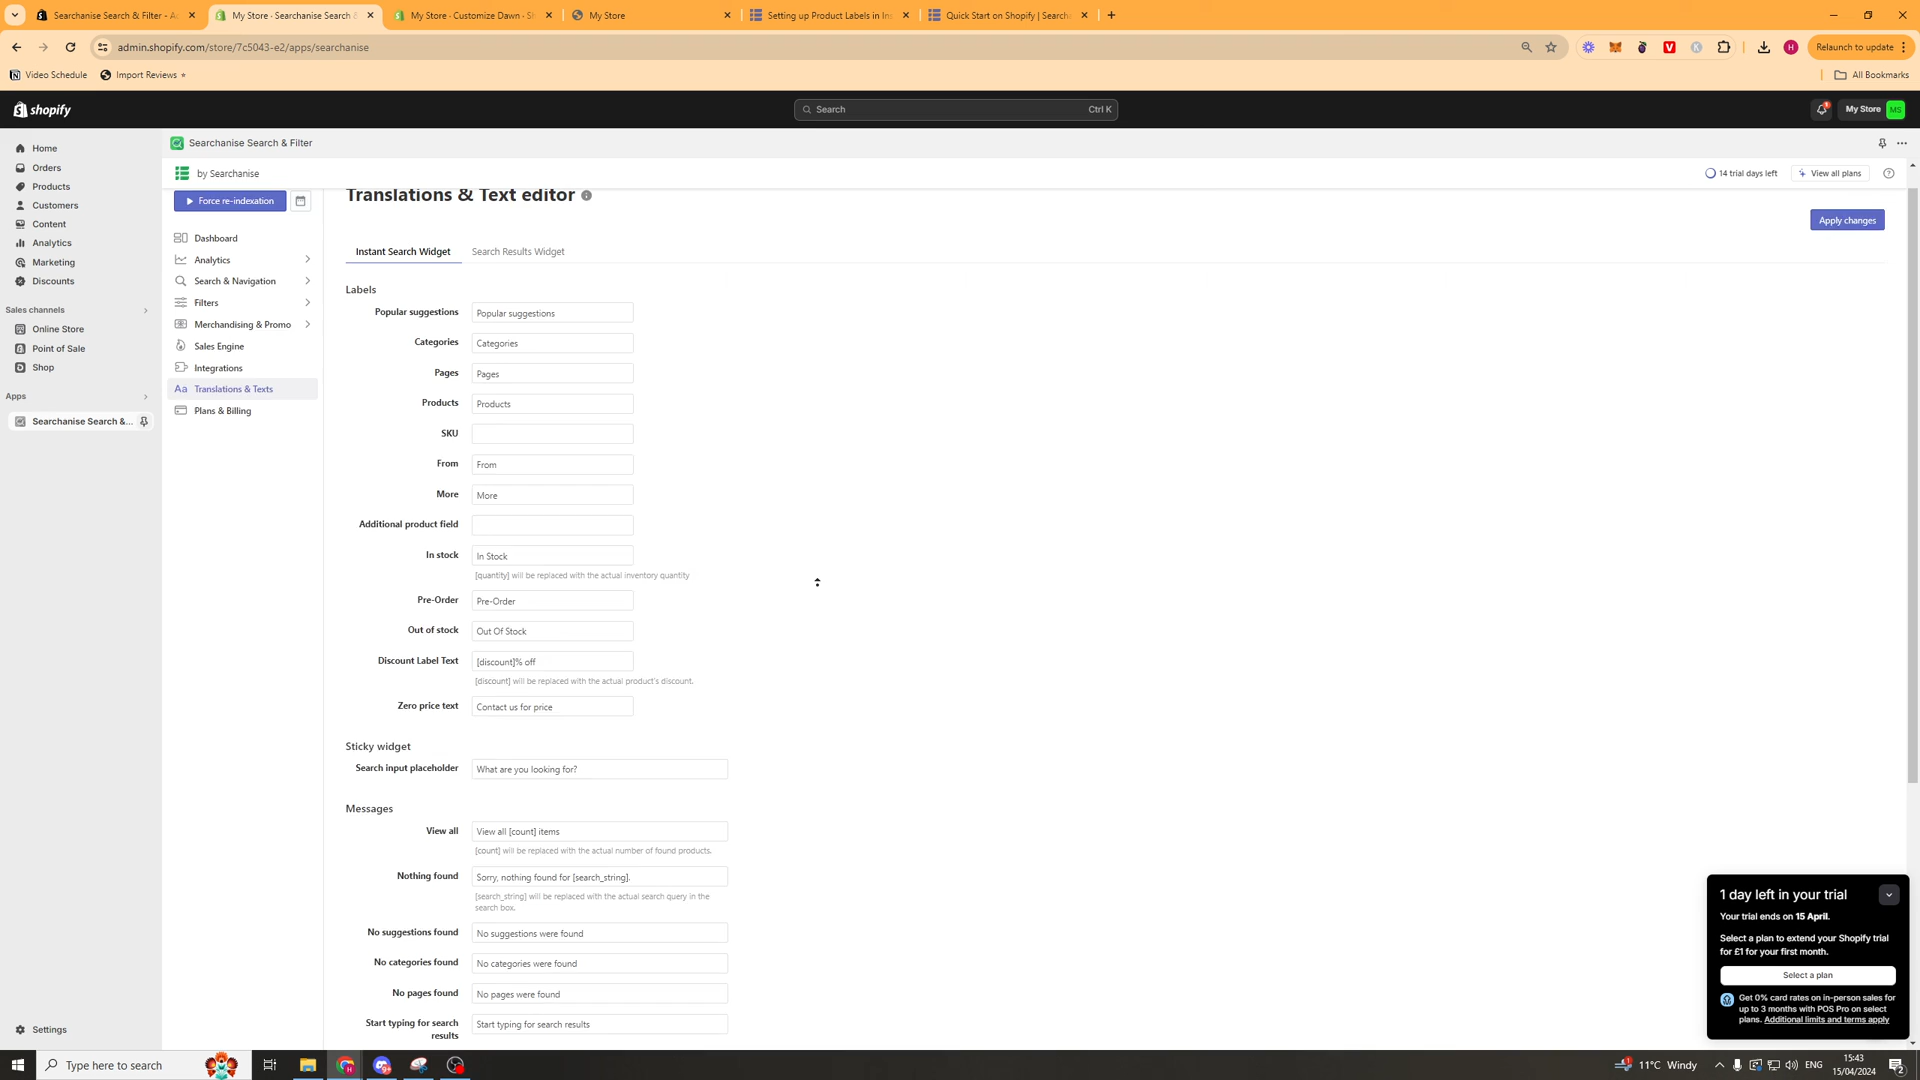 Searchanise Search & Filter - A
My Store · Searchanise Search &
My Store · Customize Dawn · Sh
My Store
Setting up Product Labels in Ins
Quick Start on Shopify | Searcha
admin.shopify.com/store/7c5043-e2/apps/searchanise
Relaunch to update
Video Schedule
Import Reviews
All Bookmarks
shopify
Search
Ctrl K
My Store
MS
Home
Orders
Products
Customers
Content
Analytics
Marketing
Discounts
Sales channels
Online Store
Point of Sale
Shop
Apps
Searchanise Search &...
Settings
Searchanise Search & Filter
by Searchanise
14 trial days left
View all plans
Force re-indexation
Dashboard
Analytics
Search & Navigation
Filters
Merchandising & Promo
Sales Engine
Integrations
Translations & Texts
Plans & Billing
Translations & Text editor
Apply changes
Instant Search Widget
Search Results Widget
Labels
Popular suggestions
Popular suggestions
Categories
Categories
Pages
Pages
Products
Products
SKU
From
From
More
More
Additional product field
In stock
In Stock
[quantity] will be replaced with the actual inventory quantity
Pre-Order
Pre-Order
Out of stock
Out Of Stock
Discount Label Text
[discount]% off
[discount] will be replaced with the actual product's discount.
Zero price text
Contact us for price
Sticky widget
Search input placeholder
What are you looking for?
Messages
View all
View all [count] items
[count] will be replaced with the actual number of found products.
Nothing found
Sorry, nothing found for [search_string].
[search_string] will be replaced with the actual search query in the
search box.
No suggestions found
No suggestions were found
No categories found
No categories were found
No pages found
No pages were found
Start typing for search
results
Start typing for search results
1 day left in your trial
Your trial ends on 15 April.
Select a plan to extend your Shopify trial
for £1 for your first month.
Select a plan
Get 0% card rates on in-person sales for
up to 3 months with POS Pro on select
plans. Additional limits and terms apply
Type here to search
11°C Windy
ENG
15:43
15/04/2024